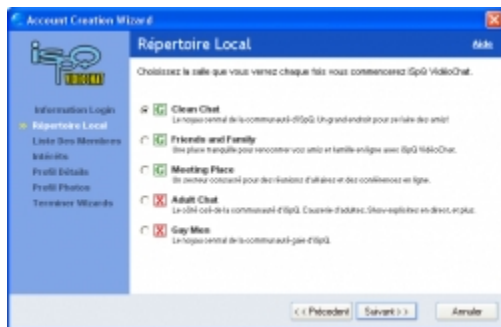 Account Creation Wizard
iSpQ
VIDEOCHAT
Répertoire Local
Aide
Choisissez la salle que vous verrez chaque fois vous commencerez iSpQ VidéoChat.
Information Login
Répertoire Local
Liste Des Membres
Intérêts
Profil Détails
Profil Photos
Terminer Wizards
G Clean Chat
Le noyau central de la communauté d'iSpQ. Un grand endroit pour se faire des amis!
G Friends and Family
Une place tranquille pour rencontrer vos amis et famille en ligne avec iSpQ VidéoChat.
G Meeting Place
Un secteur consacré pour des réunions d'affaires et des conférences en ligne.
X Adult Chat
Le côté osé de la communauté d'iSpQ. Causerie d'adultes. Show explicites en direct, et plus.
X Gay Men
Le noyau central de la communauté gaie d'iSpQ.
<< Précedent
Suivant >>
Annuler